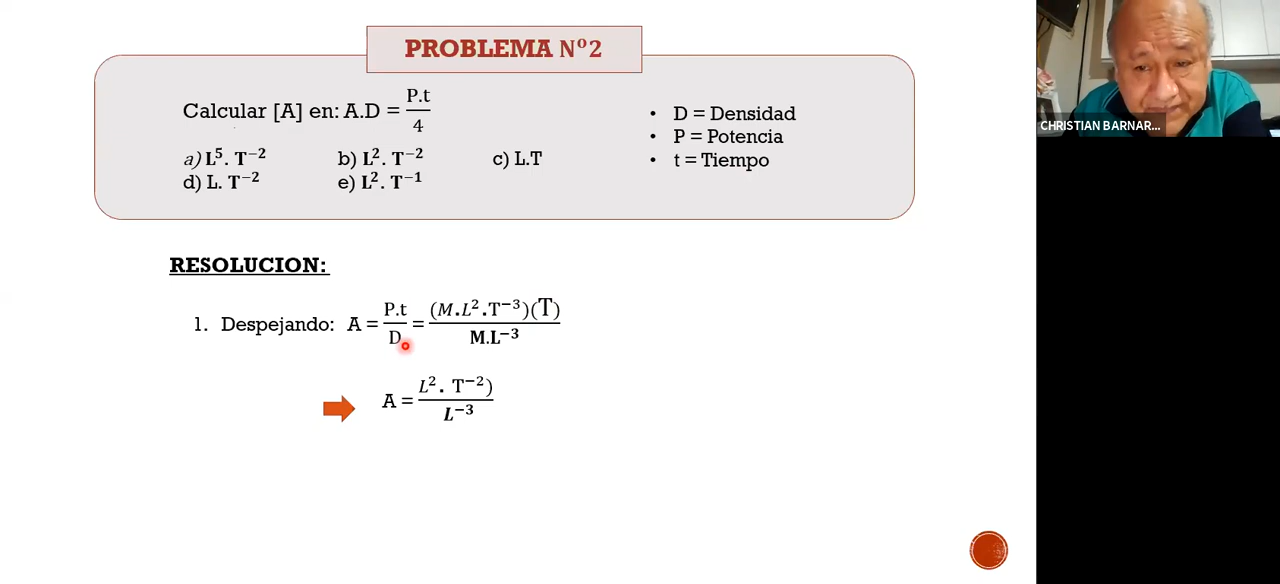 PROBLEMA Nº2
Calcular [A] en: A.D = P.t / 4
a) L⁵. T⁻² b) L². T⁻² c) L.T
d) L. T⁻² e) L². T⁻¹
• D = Densidad
• P = Potencia
• t = Tiempo
CHRISTIAN BARNAR...
RESOLUCION:
1. Despejando: A = P.t / D = (M.L².T⁻³)(T) / M.L⁻³
A = L². T⁻²) / L⁻³